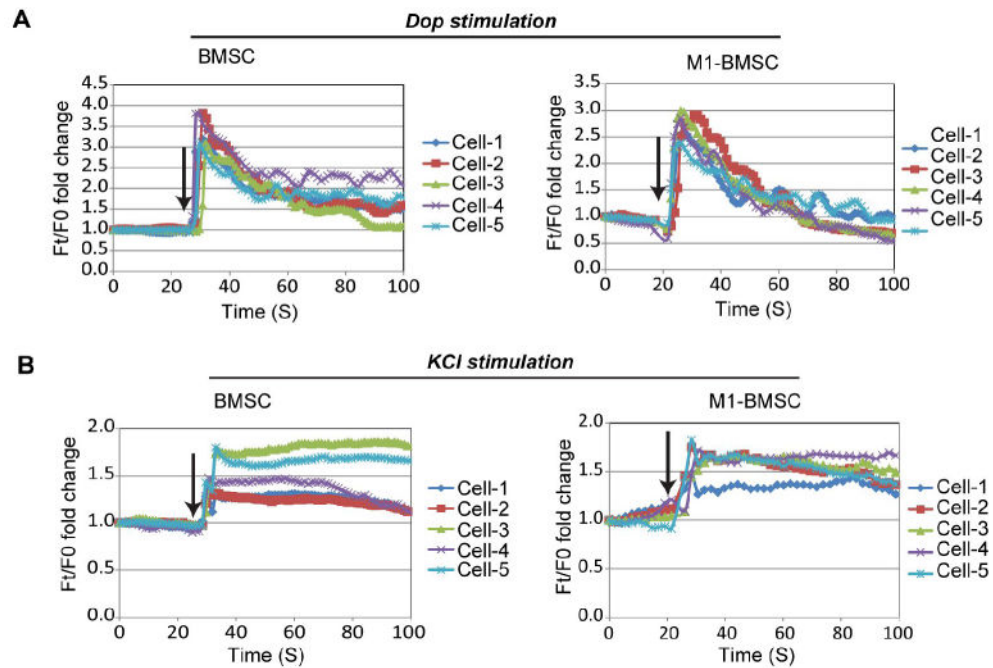 A
Dop stimulation
BMSC
Ft/F0 fold change
4.5
4.0
3.5
3.0
2.5
2.0
1.5
1.0
0.5
0.0
0 20 40 60 80 100
Time (S)
Cell-1
Cell-2
Cell-3
Cell-4
Cell-5
M1-BMSC
Ft/F0 fold change
3.5
3.0
2.5
2.0
1.5
1.0
0.5
0.0
0 20 40 60 80 100
Time (S)
Cell-1
Cell-2
Cell-3
Cell-4
Cell-5
B
KCl stimulation
BMSC
Ft/F0 fold change
2.0
1.5
1.0
0.5
0.0
0 20 40 60 80 100
Time (S)
Cell-1
Cell-2
Cell-3
Cell-4
Cell-5
M1-BMSC
Ft/F0 fold change
2.0
1.5
1.0
0.5
0.0
0 20 40 60 80 100
Time (S)
Cell-1
Cell-2
Cell-3
Cell-4
Cell-5